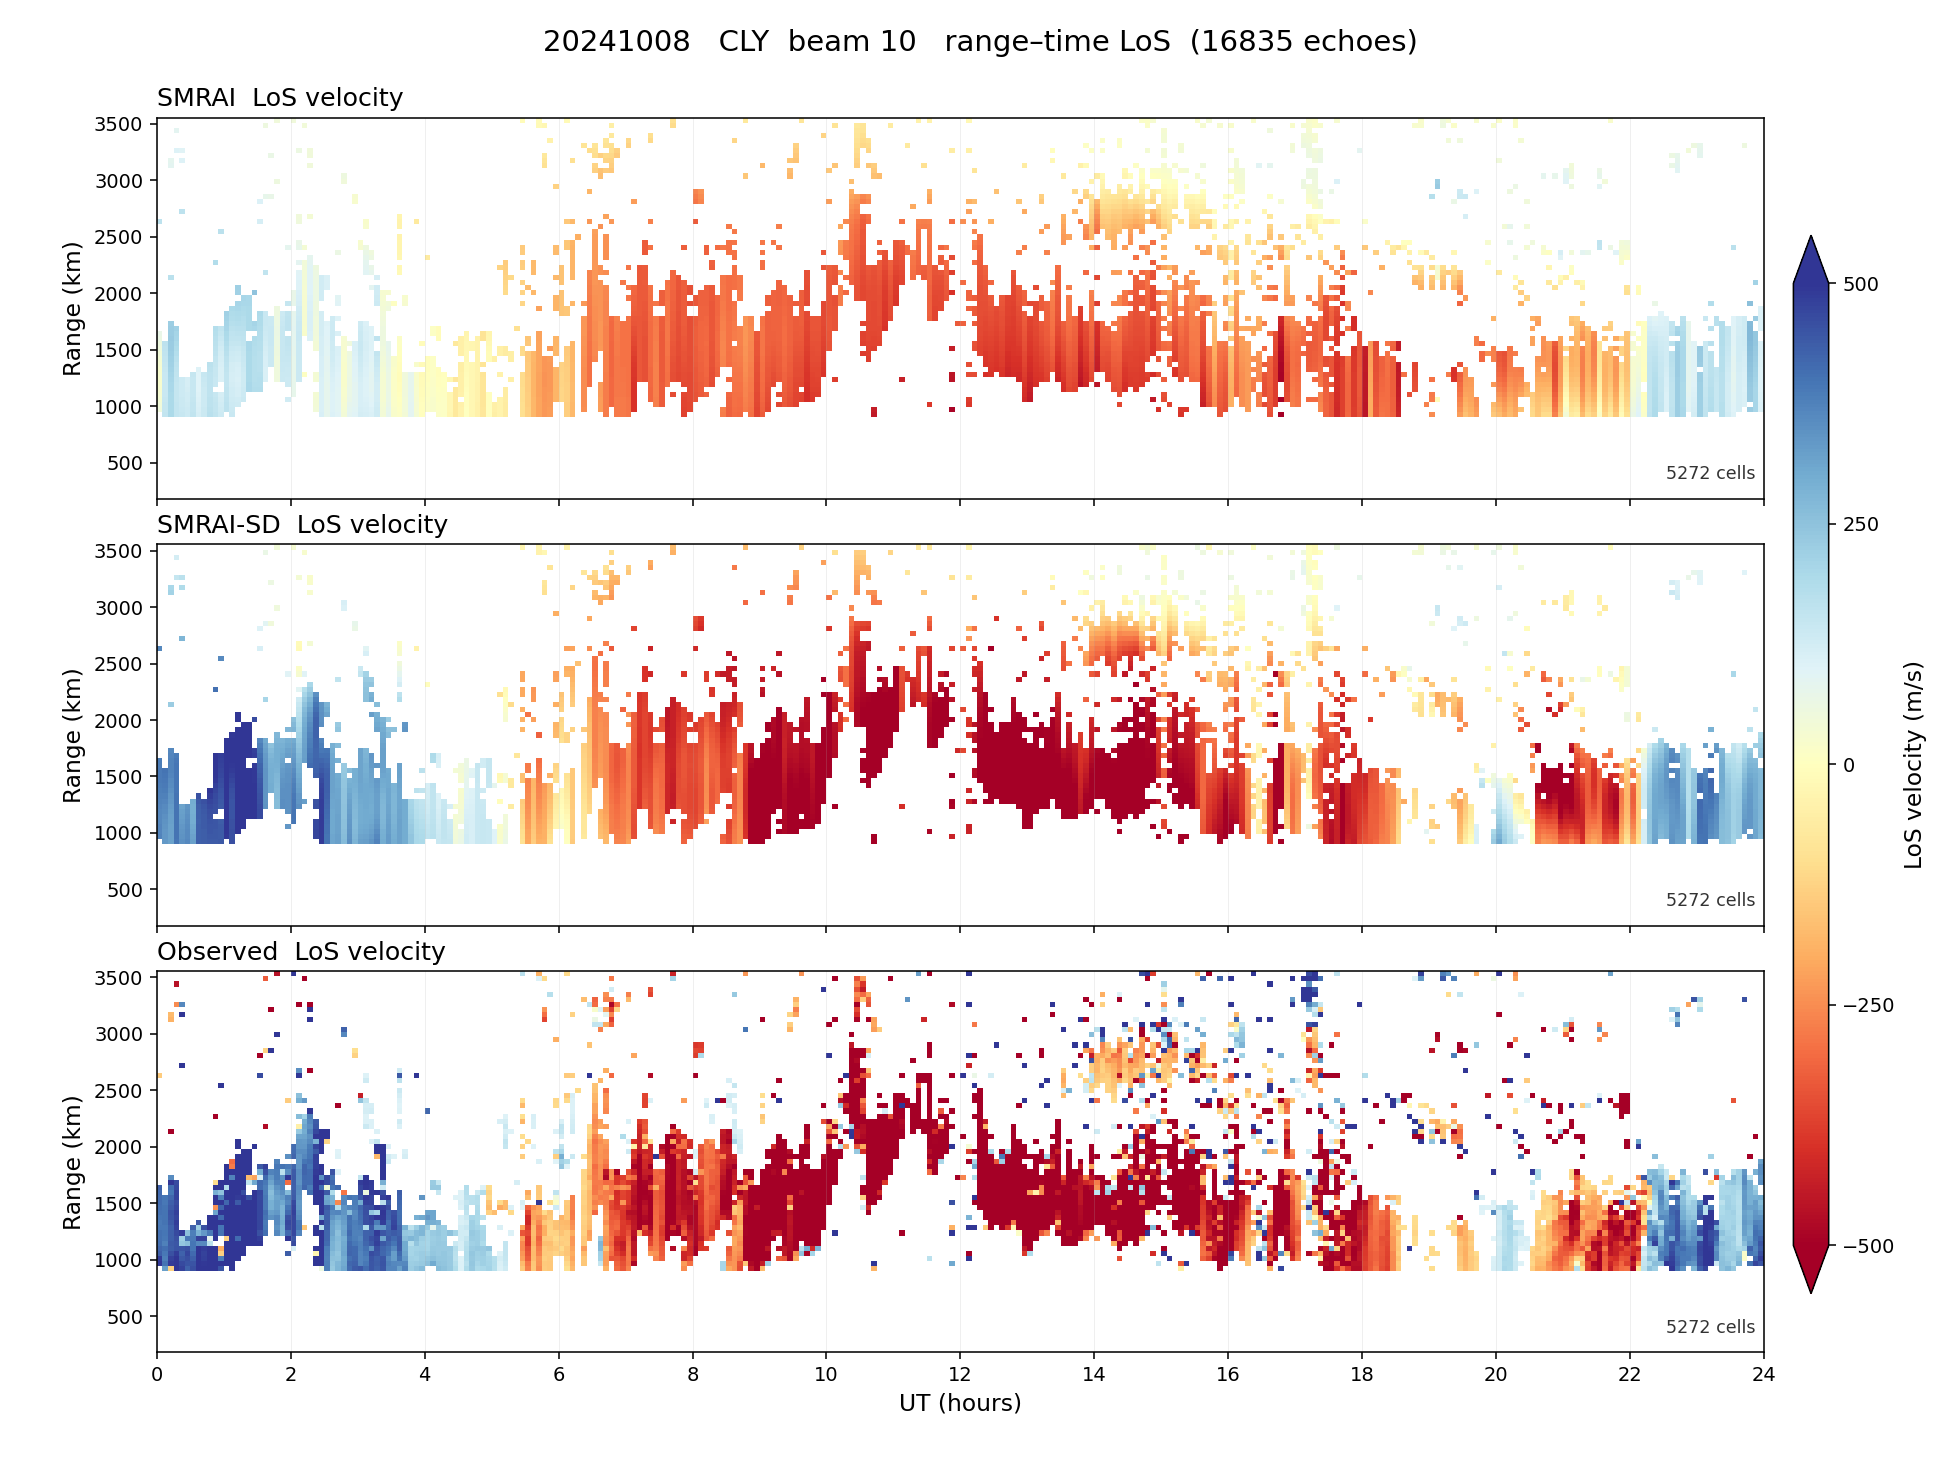 20241008   CLY  beam 10   range–time LoS  (16835 echoes)
SMRAI  LoS velocity
3500
3000
2500
2000
1500
1000
500
Range (km)
5272 cells
SMRAI-SD  LoS velocity
3500
3000
2500
2000
1500
1000
500
Range (km)
5272 cells
Observed  LoS velocity
3500
3000
2500
2000
1500
1000
500
Range (km)
5272 cells
0 2 4 6 8 10 12 14 16 18 20 22 24
UT (hours)
500
250
0
−250
−500
LoS velocity (m/s)